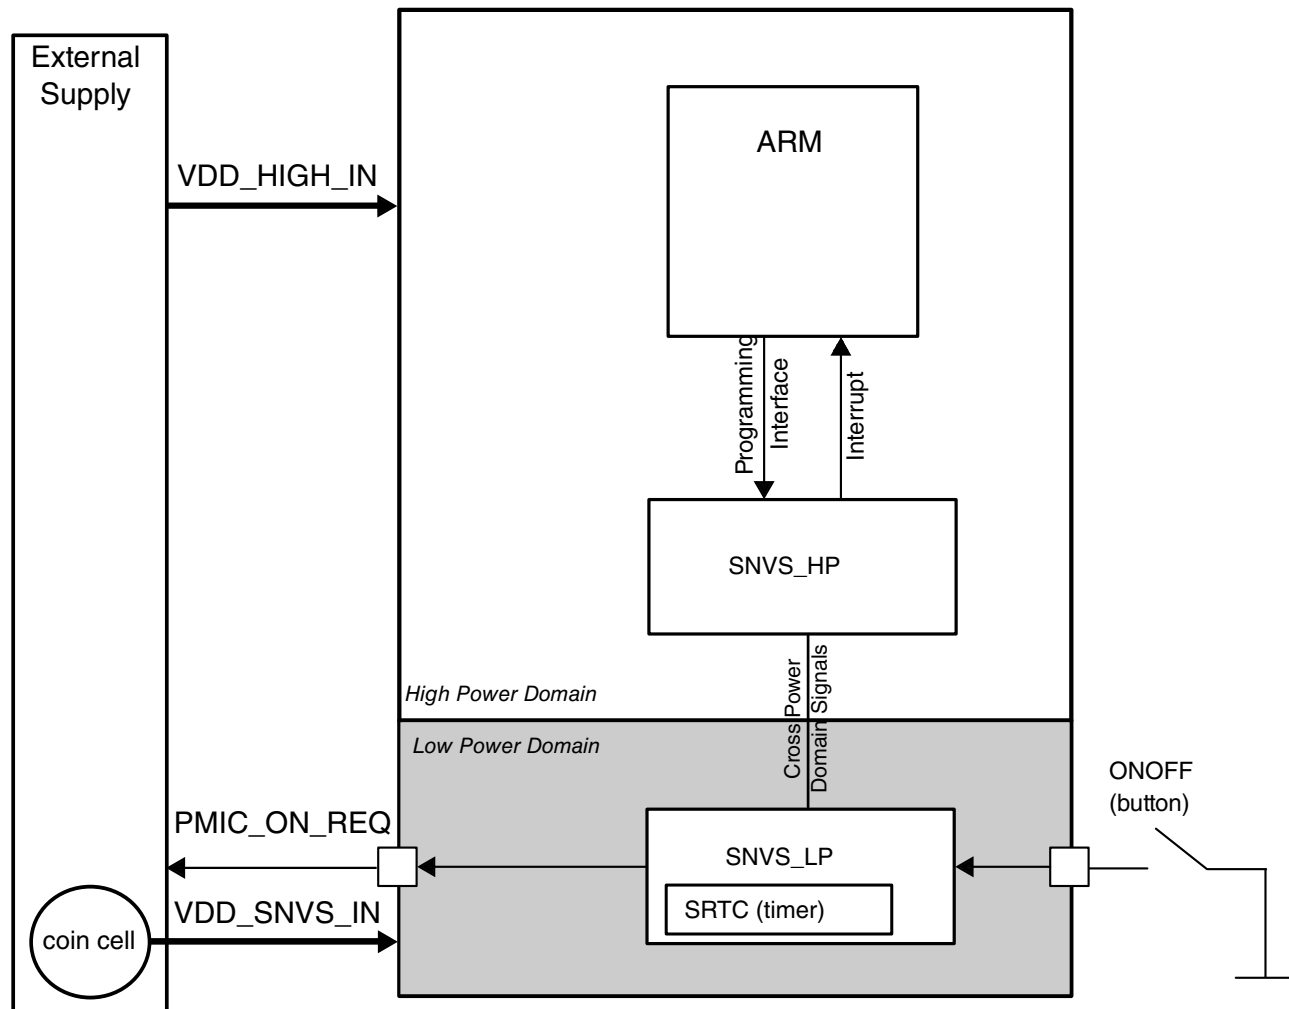 External
Supply
ARM
VDD_HIGH_IN
Programming
Interface
Interrupt
SNVS_HP
Cross Power
Domain Signals
High Power Domain
Low Power Domain
ONOFF
(button)
PMIC_ON_REQ
SNVS_LP
SRTC (timer)
VDD_SNVS_IN
coin cell